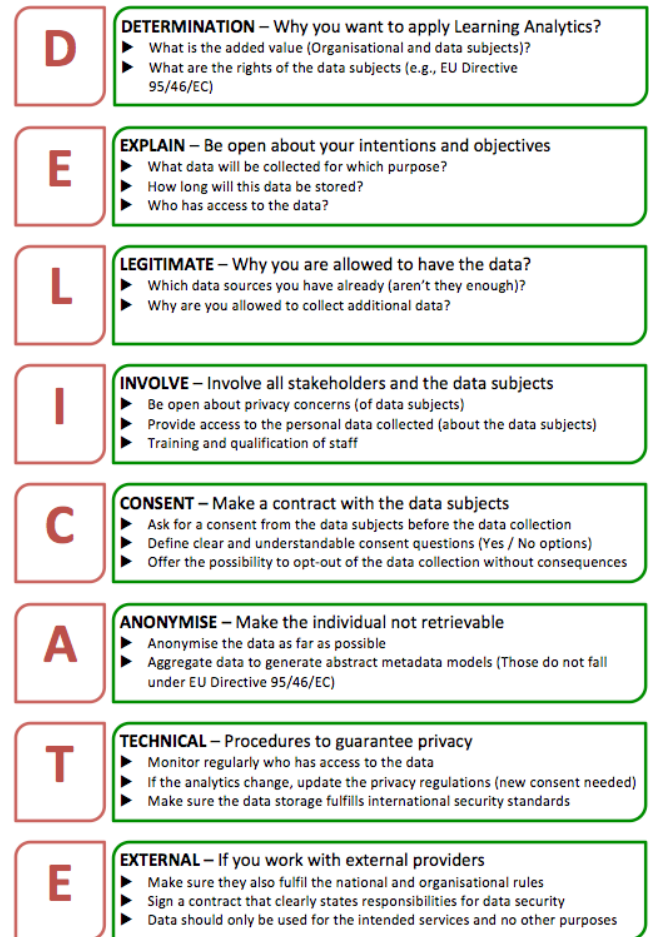 D
DETERMINATION – Why you want to apply Learning Analytics?
▶ What is the added value (Organisational and data subjects)?
▶ What are the rights of the data subjects (e.g., EU Directive
95/46/EC)
E
EXPLAIN – Be open about your intentions and objectives
▶ What data will be collected for which purpose?
▶ How long will this data be stored?
▶ Who has access to the data?
L
LEGITIMATE – Why you are allowed to have the data?
▶ Which data sources you have already (aren’t they enough)?
▶ Why are you allowed to collect additional data?
I
INVOLVE – Involve all stakeholders and the data subjects
▶ Be open about privacy concerns (of data subjects)
▶ Provide access to the personal data collected (about the data subjects)
▶ Training and qualification of staff
C
CONSENT – Make a contract with the data subjects
▶ Ask for a consent from the data subjects before the data collection
▶ Define clear and understandable consent questions (Yes / No options)
▶ Offer the possibility to opt-out of the data collection without consequences
A
ANONYMISE – Make the individual not retrievable
▶ Anonymise the data as far as possible
▶ Aggregate data to generate abstract metadata models (Those do not fall
under EU Directive 95/46/EC)
T
TECHNICAL – Procedures to guarantee privacy
▶ Monitor regularly who has access to the data
▶ If the analytics change, update the privacy regulations (new consent needed)
▶ Make sure the data storage fulfills international security standards
E
EXTERNAL – If you work with external providers
▶ Make sure they also fulfil the national and organisational rules
▶ Sign a contract that clearly states responsibilities for data security
▶ Data should only be used for the intended services and no other purposes